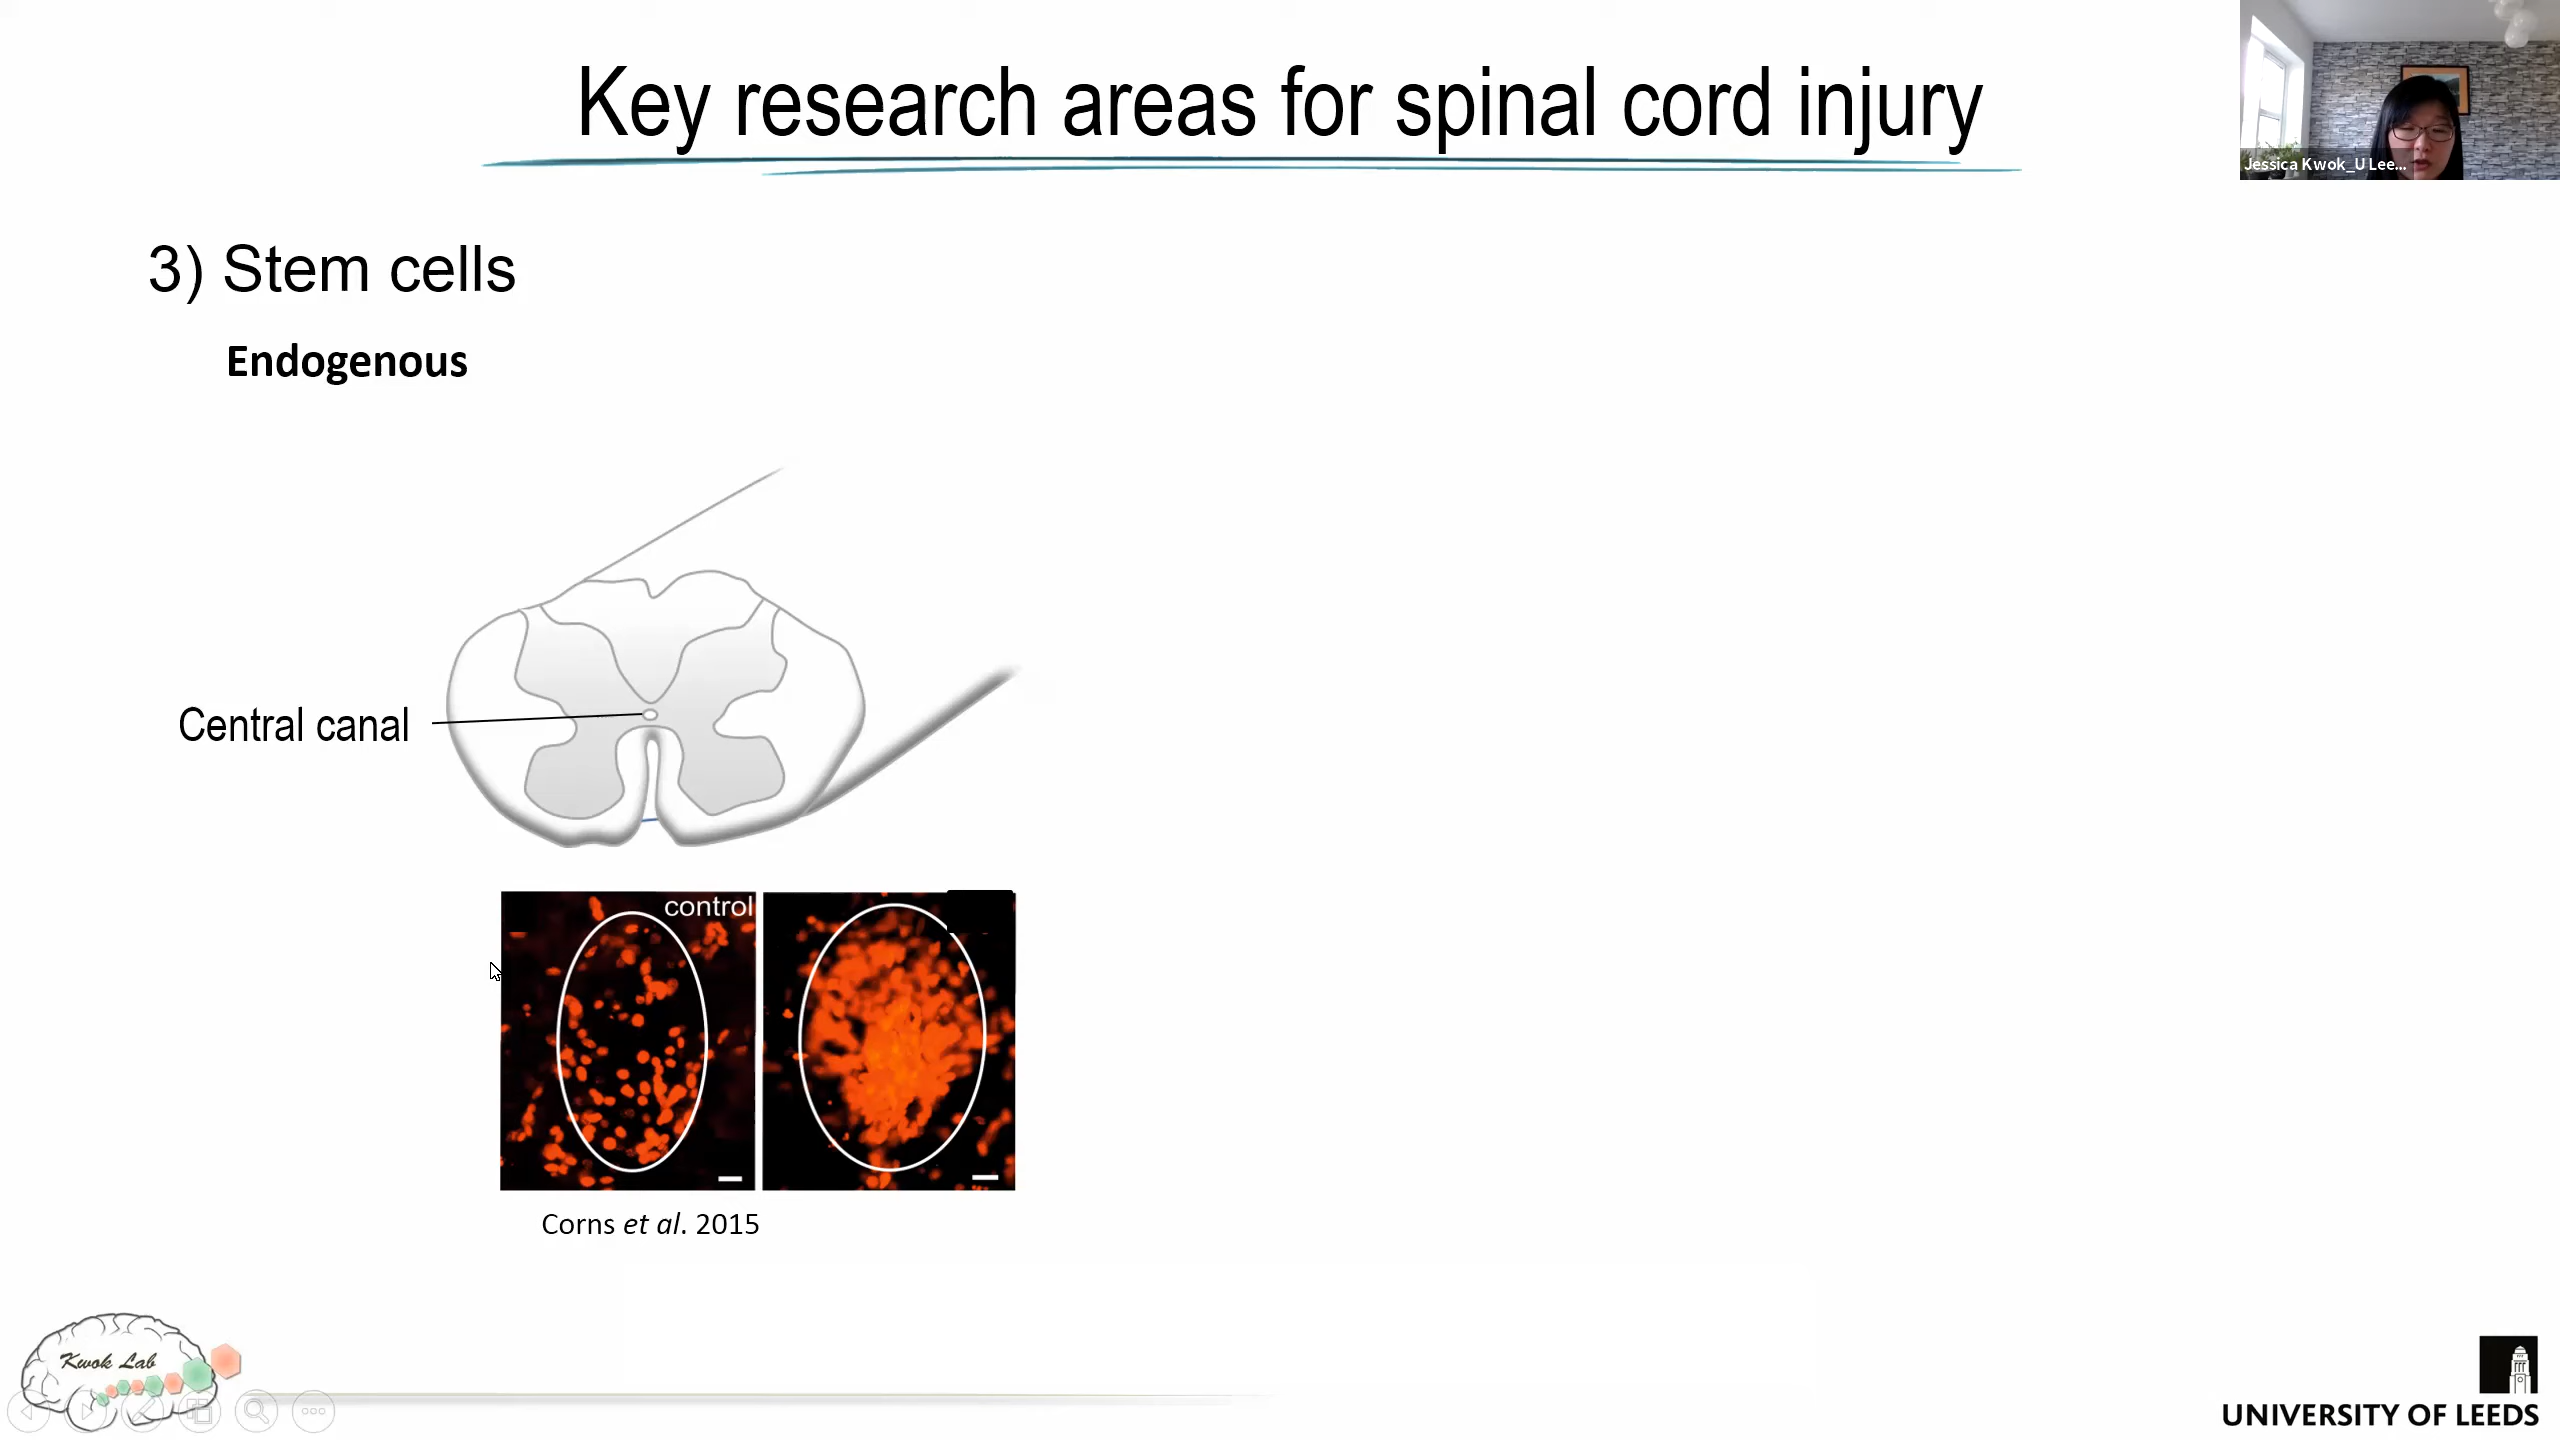 Key research areas for spinal cord injury
Jessica Kwok_U Lee...
3) Stem cells
Endogenous
Central canal
control
Corns et al. 2015
Kwok Lab
UNIVERSITY OF LEEDS